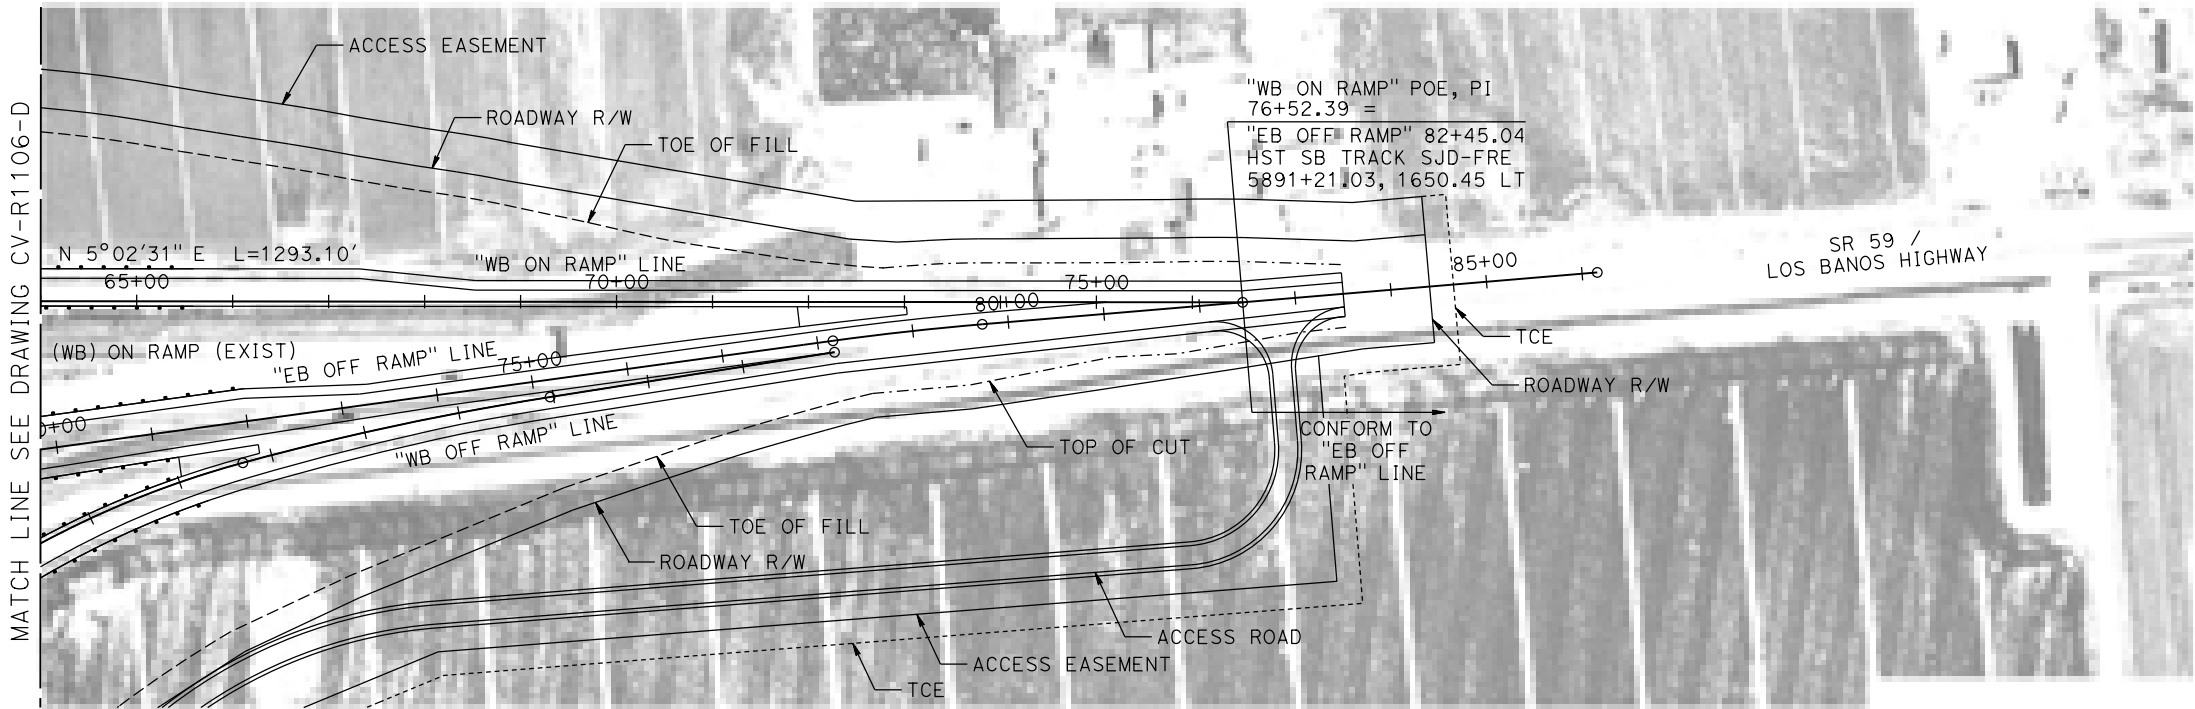 MATCH LINE SEE DRAWING CV-R1106-D
ACCESS EASEMENT
ROADWAY R/W
TOE OF FILL
"WB ON RAMP" POE, PI
76+52.39 =
"EB OFF RAMP" 82+45.04
HST SB TRACK SJD-FRE
5891+21.03, 1650.45 LT
N 5°02'31" E L=1293.10'
"WB ON RAMP" LINE
65+00
70+00
75+00
80+00
85+00
SR 59 /
LOS BANOS HIGHWAY
(WB) ON RAMP (EXIST)
"EB OFF RAMP" LINE
75+00
TCE
ROADWAY R/W
0+00
"WB OFF RAMP" LINE
TOP OF CUT
CONFORM TO
"EB OFF
RAMP" LINE
TOE OF FILL
ROADWAY R/W
ACCESS ROAD
ACCESS EASEMENT
TCE